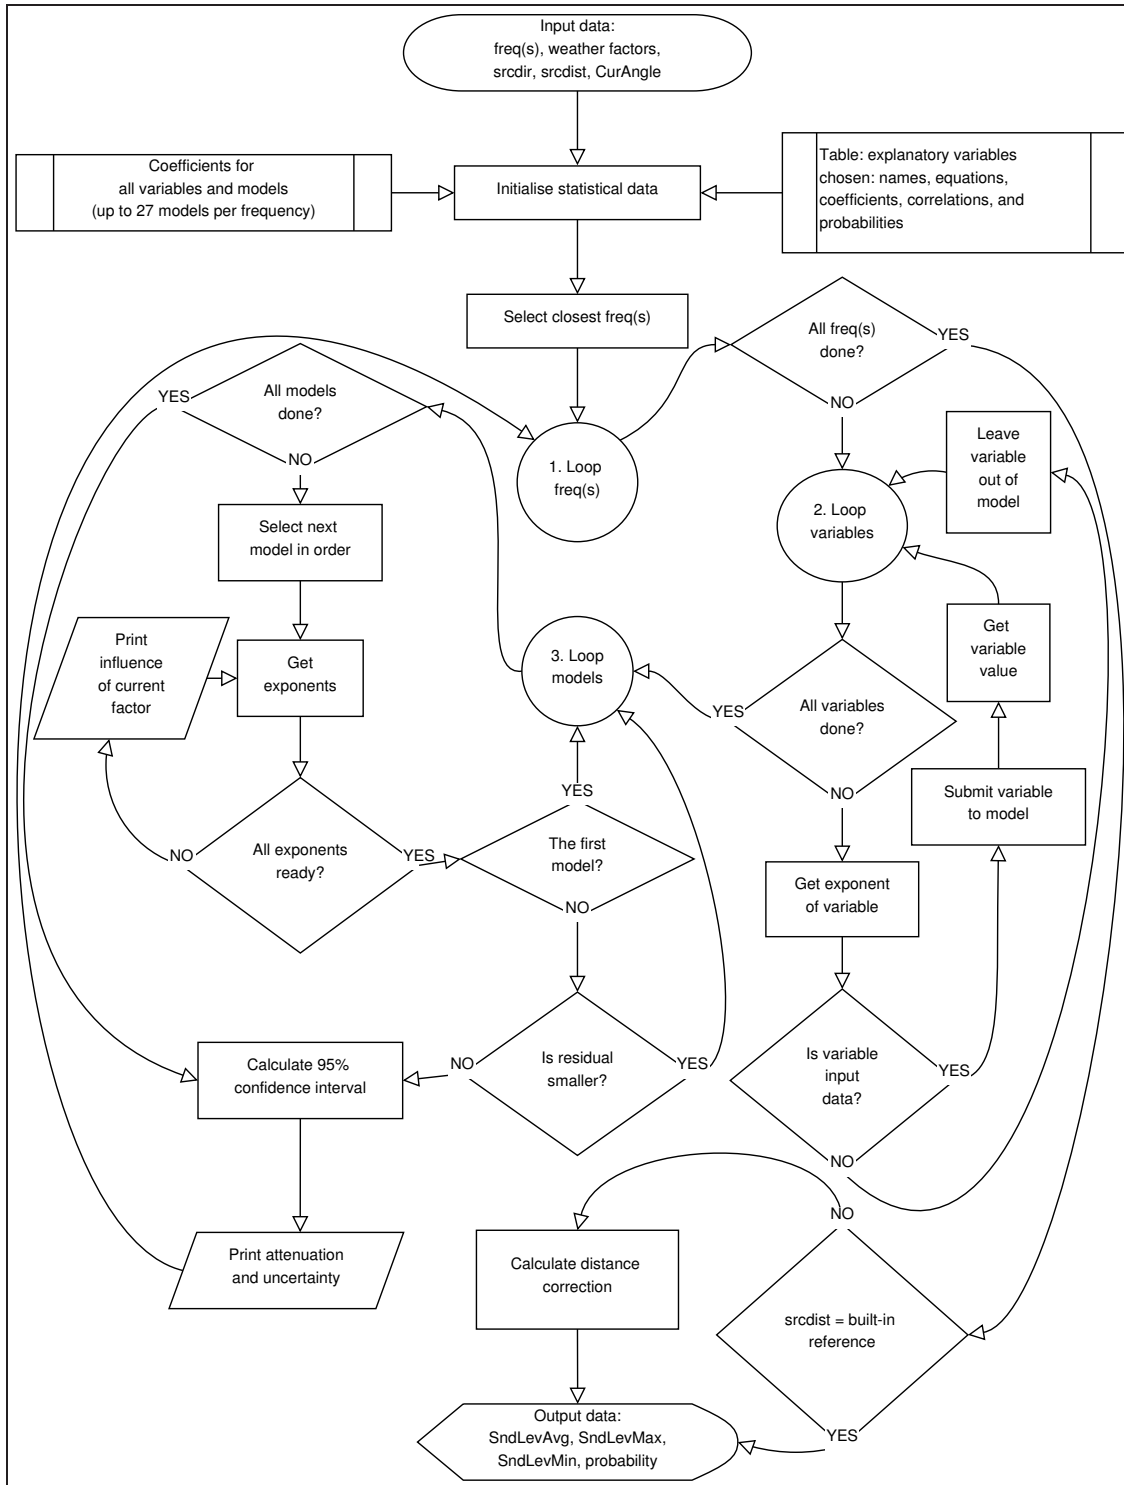 Input data:
freq(s), weather factors,
srcdir, srcdist, CurAngle
Coefficients for
all variables and models
(up to 27 models per frequency)
Initialise statistical data
Table: explanatory variables
chosen: names, equations,
coefficients, correlations, and
probabilities
Select closest freq(s)
All freq(s)
done?
YES
NO
All models
done?
YES
NO
1. Loop
freq(s)
Leave
variable
out of
model
2. Loop
variables
Select next
model in order
Print
influence
of current
factor
Get
exponents
3. Loop
models
Get
variable
value
All variables
done?
YES
NO
Submit variable
to model
All exponents
ready?
NO
YES
The first
model?
YES
NO
Get exponent
of variable
Is residual
smaller?
NO
YES
Is variable
input
data?
YES
NO
Calculate 95%
confidence interval
Print attenuation
and uncertainty
Calculate distance
correction
NO
srcdist = built-in
reference
YES
Output data:
SndLevAvg, SndLevMax,
SndLevMin, probability